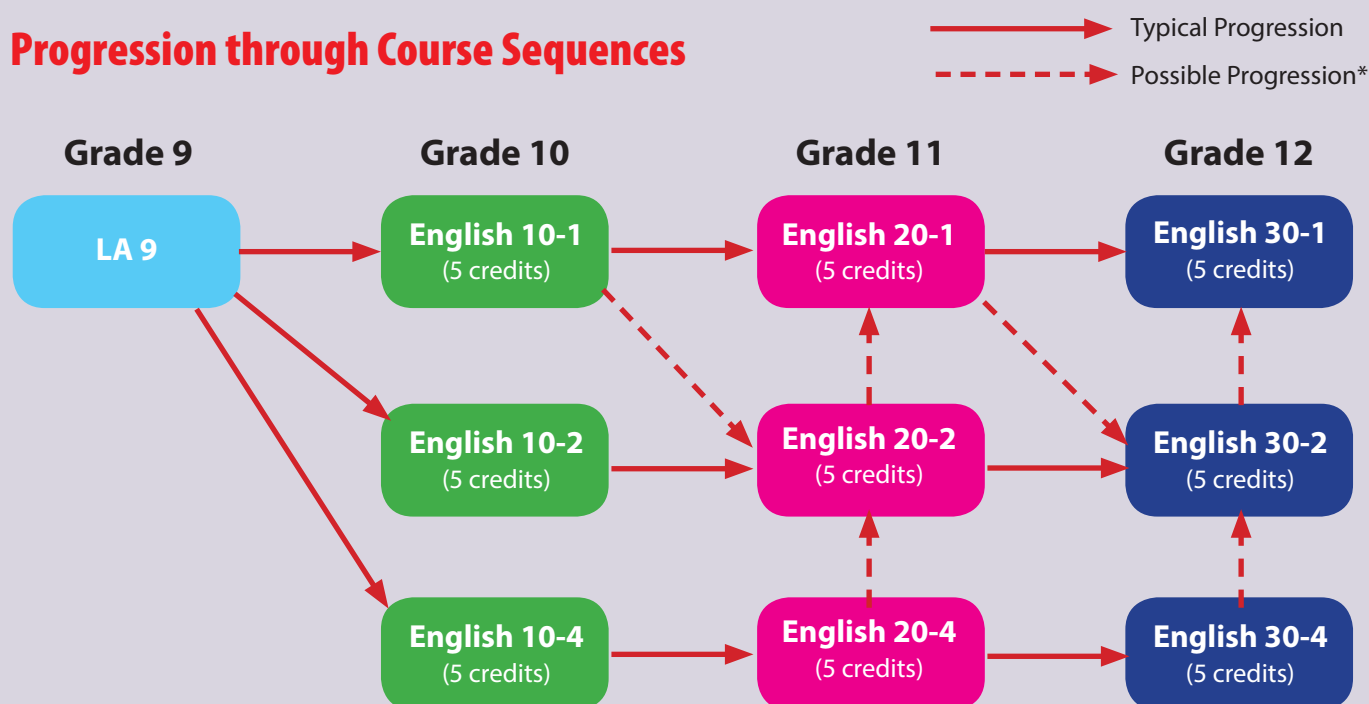 Progression through Course Sequences
Typical Progression
Possible Progression*
Grade 9
Grade 10
Grade 11
Grade 12
LA 9
English 10-1
(5 credits)
English 20-1
(5 credits)
English 30-1
(5 credits)
English 10-2
(5 credits)
English 20-2
(5 credits)
English 30-2
(5 credits)
English 10-4
(5 credits)
English 20-4
(5 credits)
English 30-4
(5 credits)